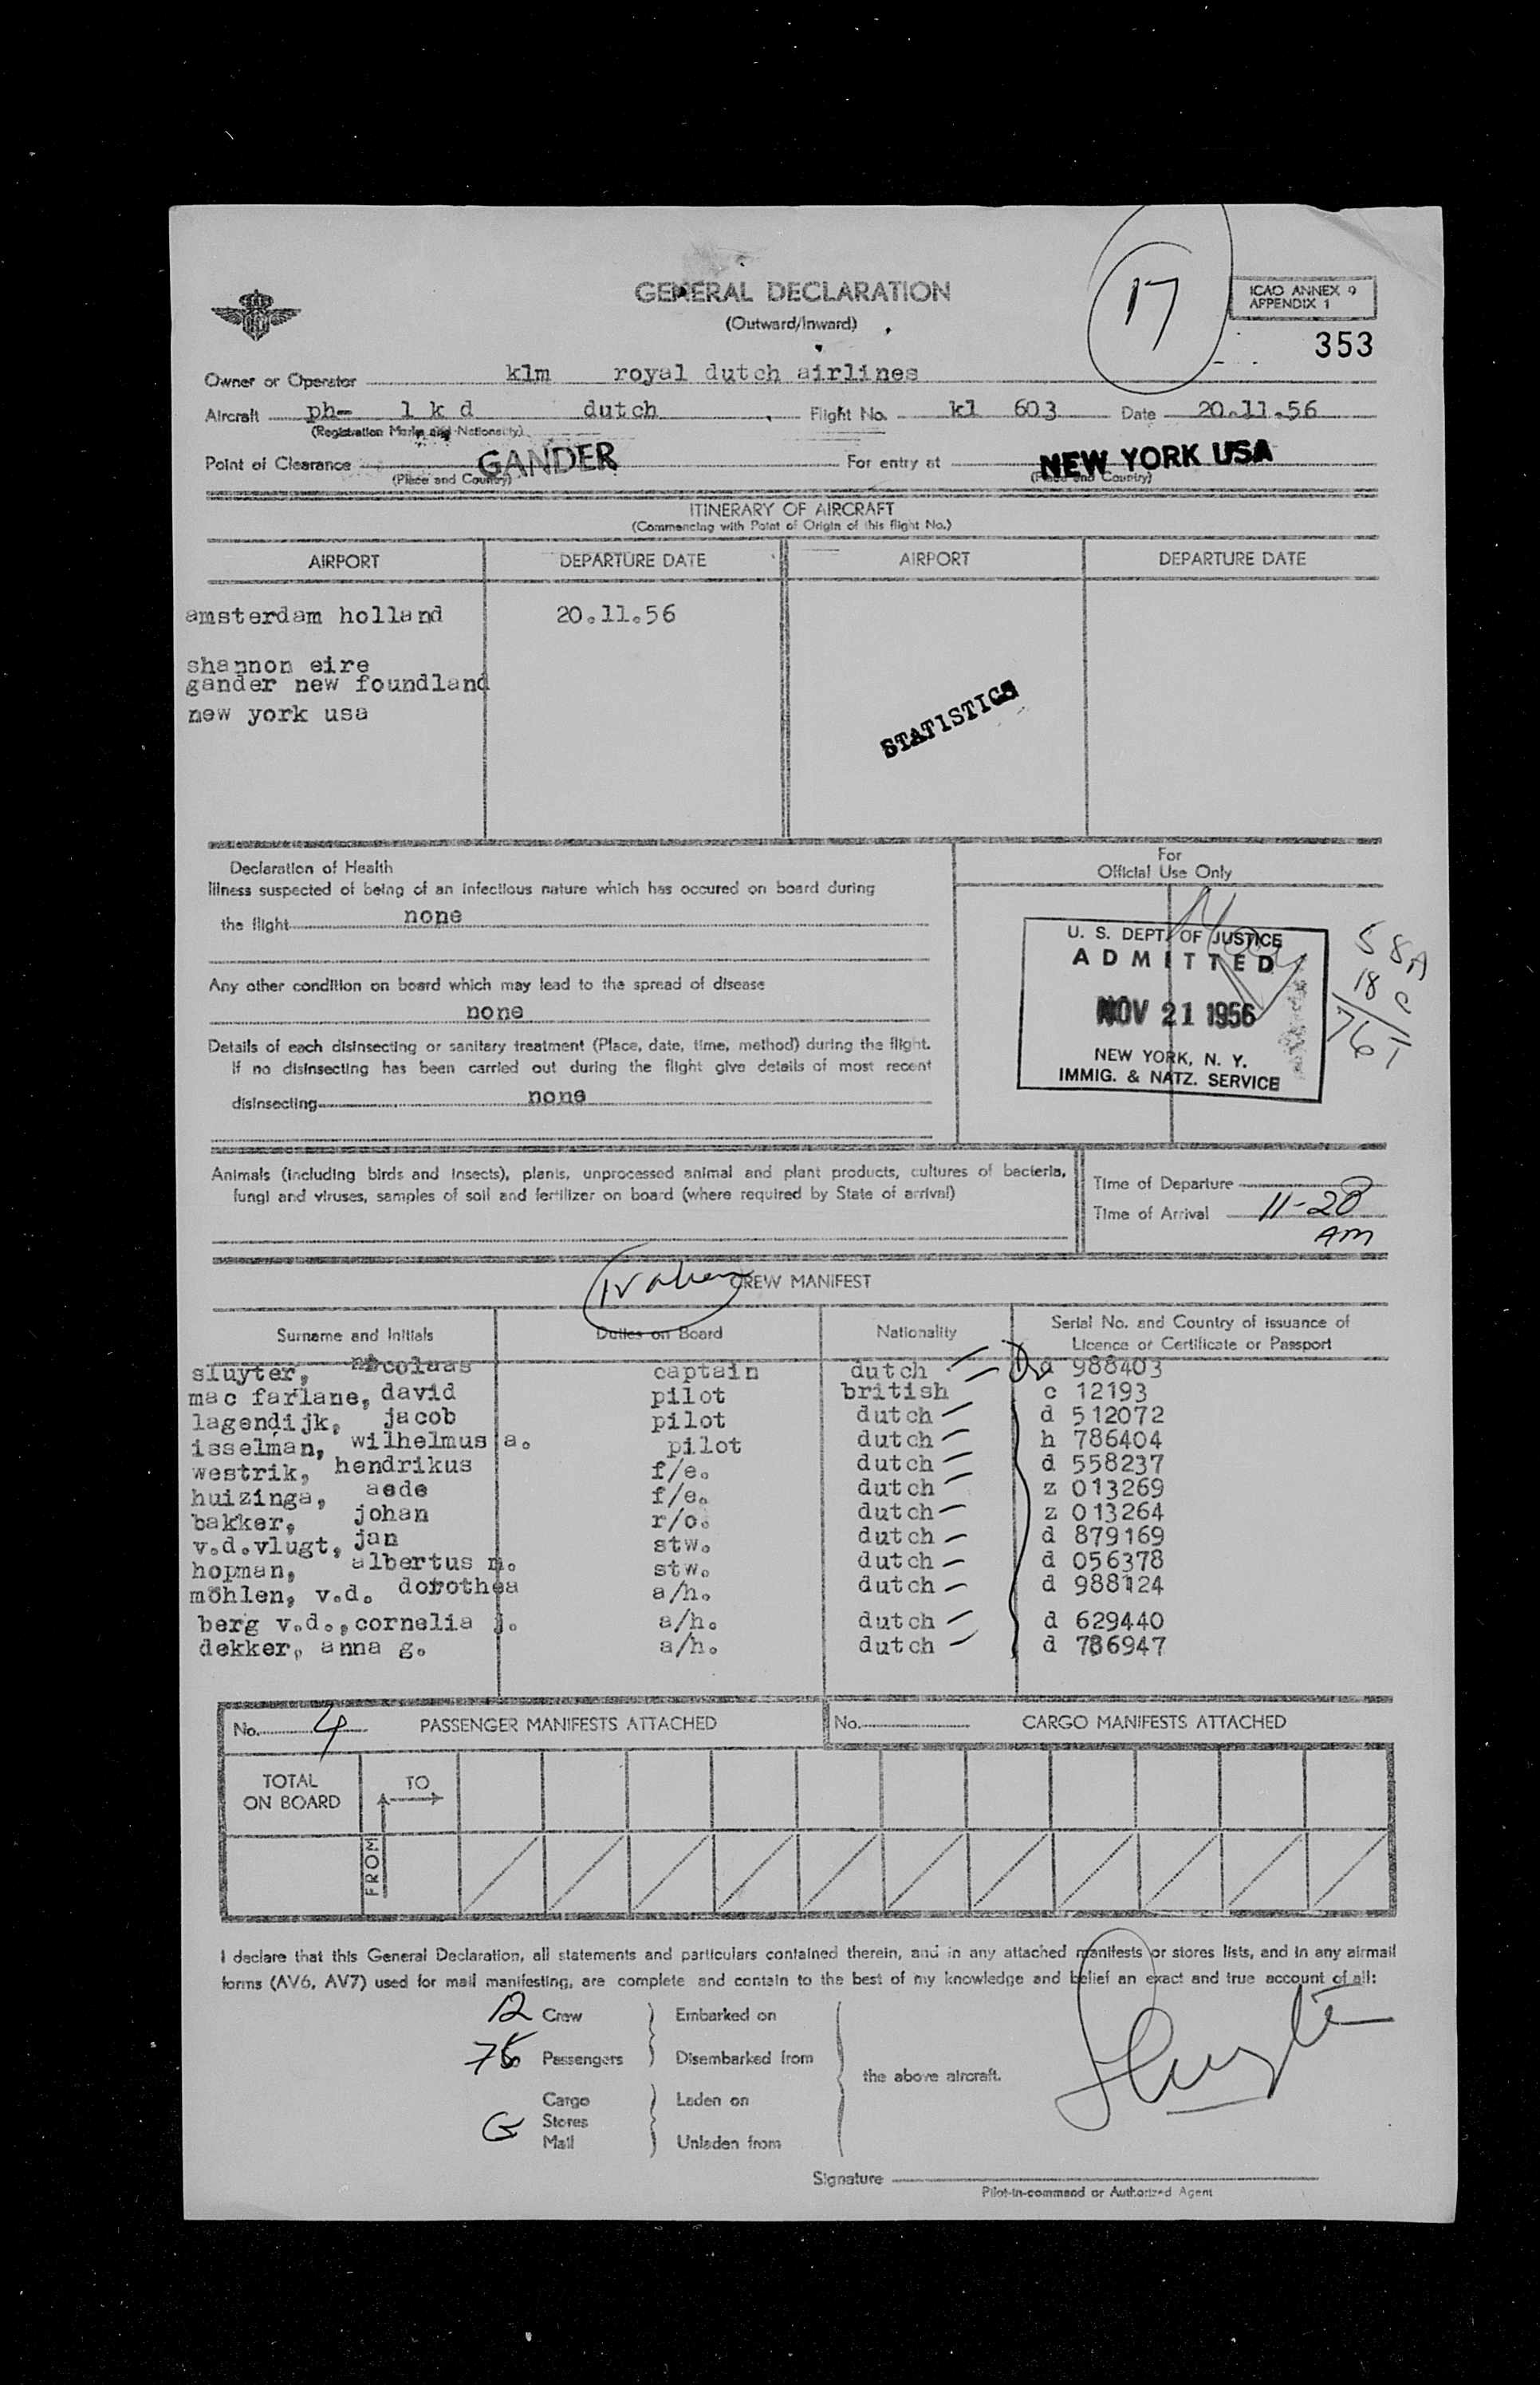 GENERAL DECLARATION
(Outward/Inward)
17
ICAO ANNEX 9
APPENDIX 1
353
Owner or Operator klm royal dutch airlines
Aircraft ph- l k d dutch Flight No. kl 603 Date 20.11.56
(Registration Marks and Nationality)
Point of Clearance GANDER For entry at NEW YORK USA
(Place and Country) (Place and Country)
ITINERARY OF AIRCRAFT
(Commencing with Point of Origin of this flight No.)
AIRPORT DEPARTURE DATE AIRPORT DEPARTURE DATE
amsterdam holland 20.11.56
shannon eire
gander new foundland
new york usa
STATISTICS
Declaration of Health
Illness suspected of being of an infectious nature which has occured on board during
the flight none
Any other condition on board which may lead to the spread of disease
none
Details of each disinsecting or sanitary treatment (Place, date, time, method) during the flight.
If no disinsecting has been carried out during the flight give details of most recent
disinsecting none
For
Official Use Only
U. S. DEPT. OF JUSTICE
ADMITTED
NOV 21 1956
NEW YORK, N. Y.
IMMIG. & NATZ. SERVICE
58 A
18 C
76 T
Animals (including birds and insects), plants, unprocessed animal and plant products, cultures of bacteria,
fungi and viruses, samples of soil and fertilizer on board (where required by State of arrival)
Time of Departure
Time of Arrival 11-20
AM
CREW MANIFEST
Surname and Initials Duties on Board Nationality Serial No. and Country of issuance of
Licence or Certificate or Passport
sluyter, nicolaas captain dutch d 988403
mac farlane, david pilot british c 12193
lagendijk, jacob pilot dutch d 512072
isselman, wilhelmus a. pilot dutch h 786404
westrik, hendrikus f/e. dutch d 558237
huizinga, aede f/e. dutch z 013269
bakker, johan r/o. dutch z 013264
v.d.vlugt, jan stw. dutch d 879169
hopman, albertus m. stw. dutch d 056378
möhlen, v.d. dorothea a/h. dutch d 988124
berg v.d.,cornelia j. a/h. dutch d 629440
dekker, anna g. a/h. dutch d 786947
No. 4 PASSENGER MANIFESTS ATTACHED No. CARGO MANIFESTS ATTACHED
TOTAL
ON BOARD
TO
FROM
I declare that this General Declaration, all statements and particulars contained therein, and in any attached manifests or stores lists, and in any airmail
forms (AV6, AV7) used for mail manifesting, are complete and contain to the best of my knowledge and belief an exact and true account of all:
12 Crew Embarked on
76 Passengers Disembarked from
the above aircraft.
Cargo Laden on
G Stores
Mail Unladen from
Signature
Pilot-in-command or Authorized Agent